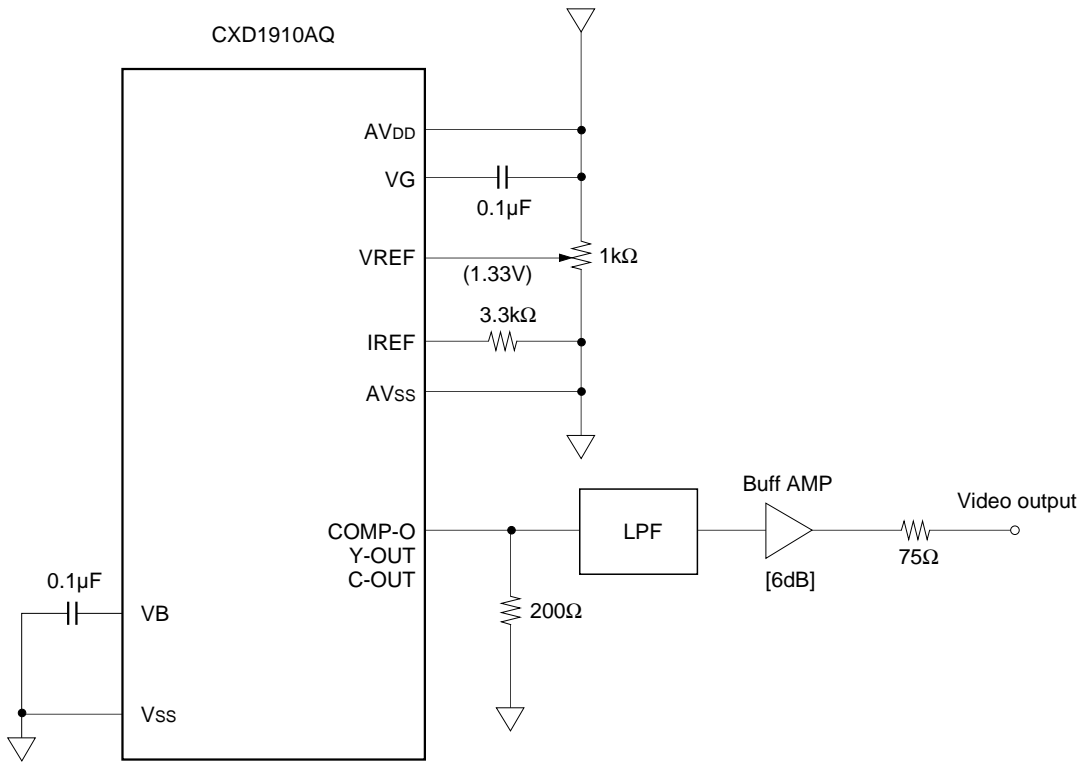 CXD1910AQ
AVDD
VG
0.1µF
VREF
(1.33V)
1kΩ
3.3kΩ
IREF
AVSS
COMP-O
Y-OUT
C-OUT
LPF
Buff AMP
[6dB]
75Ω
Video output
200Ω
0.1µF
VB
VSS